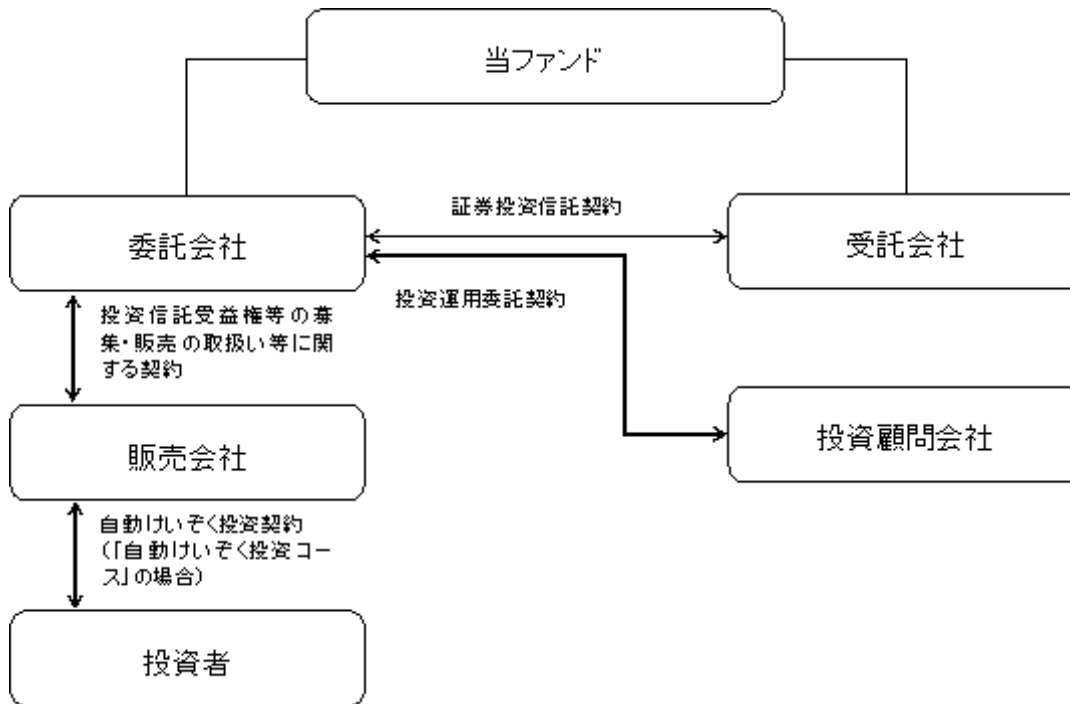 当ファンド
証券投資信託契約
委託会社
受託会社
投資運用委託契約
投資信託受益権等の募
集・販売の取扱い等に関
する契約
販売会社
投資顧問会社
自動けいぞく投資契約
(「自動けいぞく投資コー
ス」の場合)
投資者